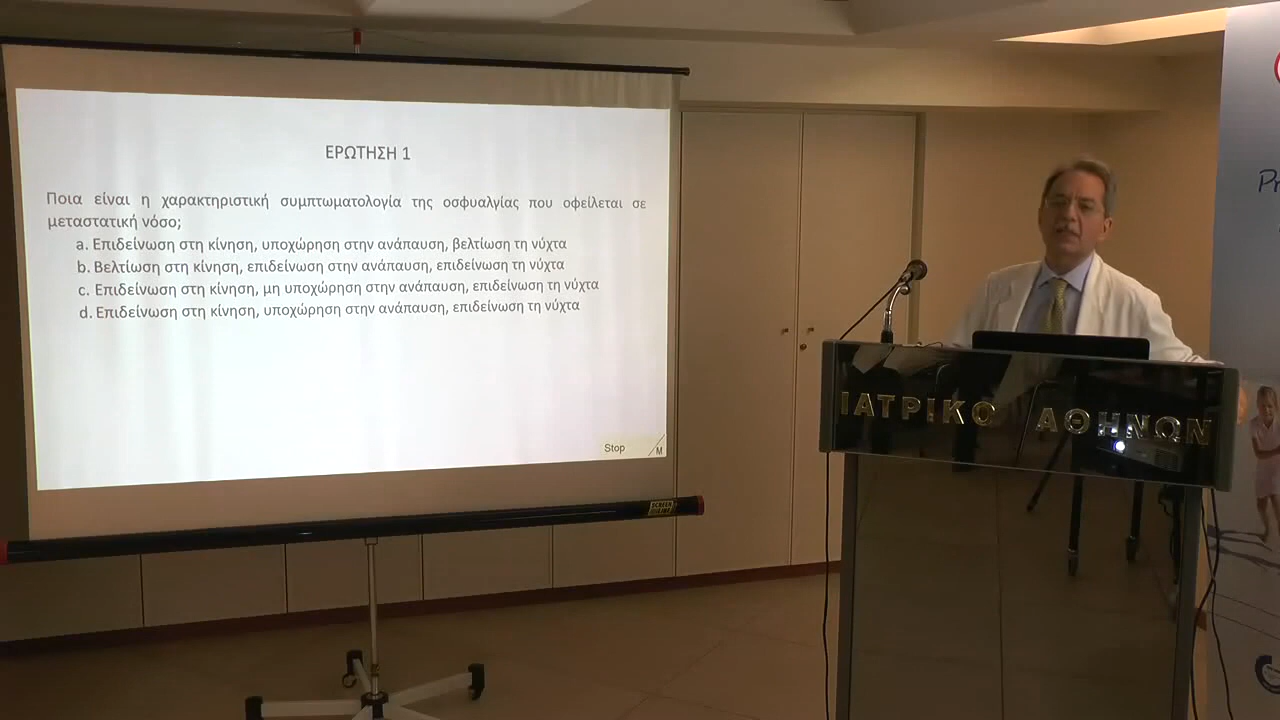 ΕΡΩΤΗΣΗ 1
Ποια είναι η χαρακτηριστική συμπτωματολογία της οσφυαλγίας που οφείλεται σε
μεταστατική νόσο;
a. Επιδείνωση στη κίνηση, υποχώρηση στην ανάπαυση, βελτίωση τη νύχτα
b. Βελτίωση στη κίνηση, επιδείνωση στην ανάπαυση, επιδείνωση τη νύχτα
c. Επιδείνωση στη κίνηση, μη υποχώρηση στην ανάπαυση, επιδείνωση τη νύχτα
d. Επιδείνωση στη κίνηση, υποχώρηση στην ανάπαυση, επιδείνωση τη νύχτα
Stop
M
ΙΑΤΡΙΚΟ ΑΘΗΝΩΝ